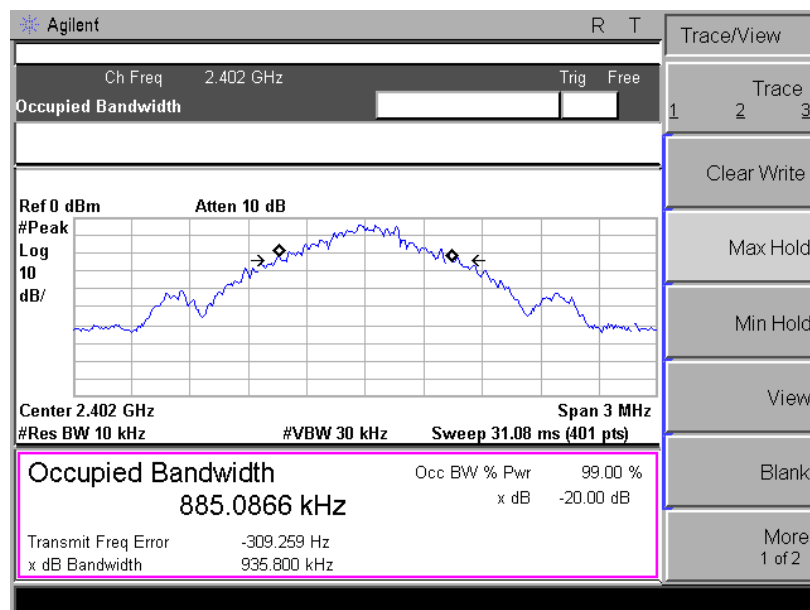 Agilent R T
Trace/View
Ch Freq 2.402 GHz Trig Free
Occupied Bandwidth
Trace
1 2 3
Clear Write
Max Hold
Min Hold
View
Blank
More
1 of 2
Ref 0 dBm Atten 10 dB
#Peak
Log
10
dB/
Center 2.402 GHz Span 3 MHz
#Res BW 10 kHz #VBW 30 kHz Sweep 31.08 ms (401 pts)
Occupied Bandwidth Occ BW % Pwr 99.00 %
885.0866 kHz x dB -20.00 dB
Transmit Freq Error -309.259 Hz
x dB Bandwidth 935.800 kHz